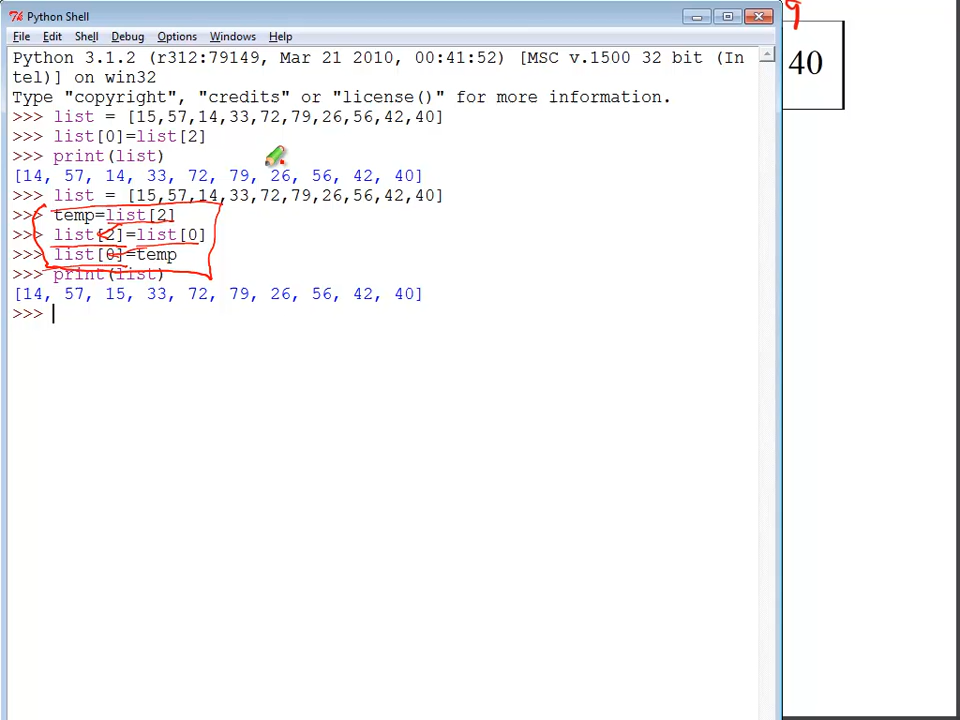 Python Shell
File Edit Shell Debug Options Windows Help
Python 3.1.2 (r312:79149, Mar 21 2010, 00:41:52) [MSC v.1500 32 bit (In
tel)] on win32
Type "copyright", "credits" or "license()" for more information.
>>> list = [15,57,14,33,72,79,26,56,42,40]
>>> list[0]=list[2]
>>> print(list)
[14, 57, 14, 33, 72, 79, 26, 56, 42, 40]
>>> list = [15,57,14,33,72,79,26,56,42,40]
>>> temp=list[2]
>>> list[2]=list[0]
>>> list[0]=temp
>>> print(list)
[14, 57, 15, 33, 72, 79, 26, 56, 42, 40]
>>>
9
40